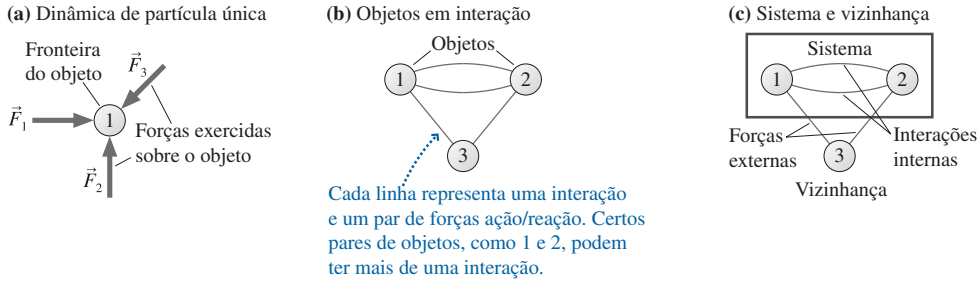 (a) Dinâmica de partícula única
Fronteira
do objeto
F⃗3
F⃗1
1
Forças exercidas
sobre o objeto
F⃗2
(b) Objetos em interação
Objetos
1
2
3
Cada linha representa uma interação
e um par de forças ação/reação. Certos
pares de objetos, como 1 e 2, podem
ter mais de uma interação.
(c) Sistema e vizinhança
Sistema
1
2
Forças
externas
3
Interações
internas
Vizinhança